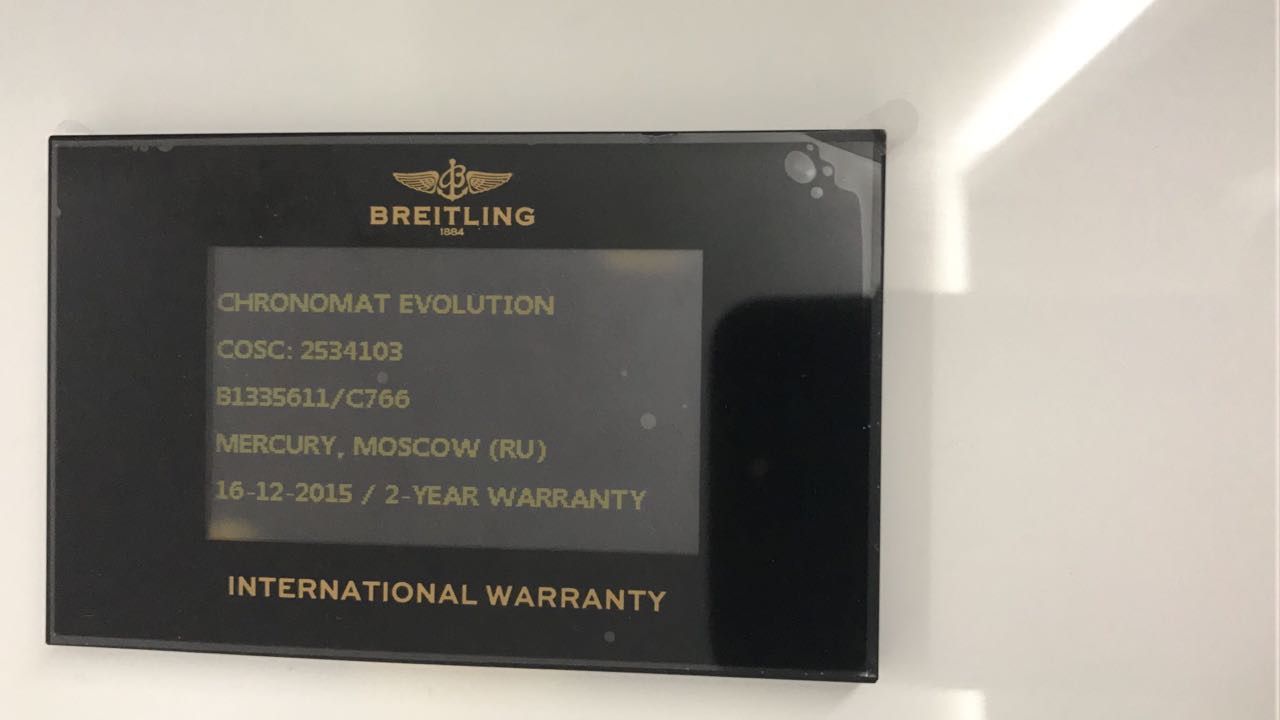 BREITLING
1884
CHRONOMAT EVOLUTION
COSC: 2534103
B1335611/C766
MERCURY, MOSCOW (RU)
16-12-2015 / 2-YEAR WARRANTY
INTERNATIONAL WARRANTY